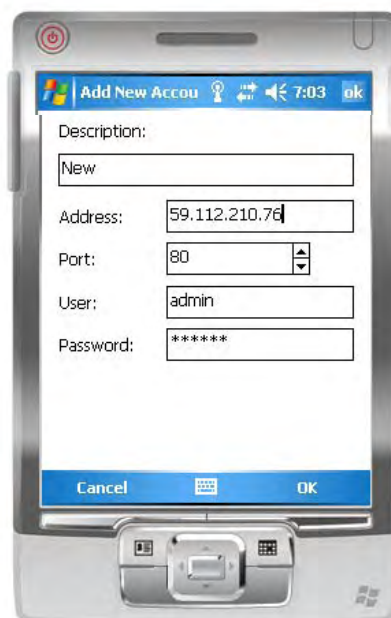 Add New Accou 7:03 ok
Description:
New
Address: 59.112.210.76
Port: 80
User: admin
Password: ******
Cancel OK